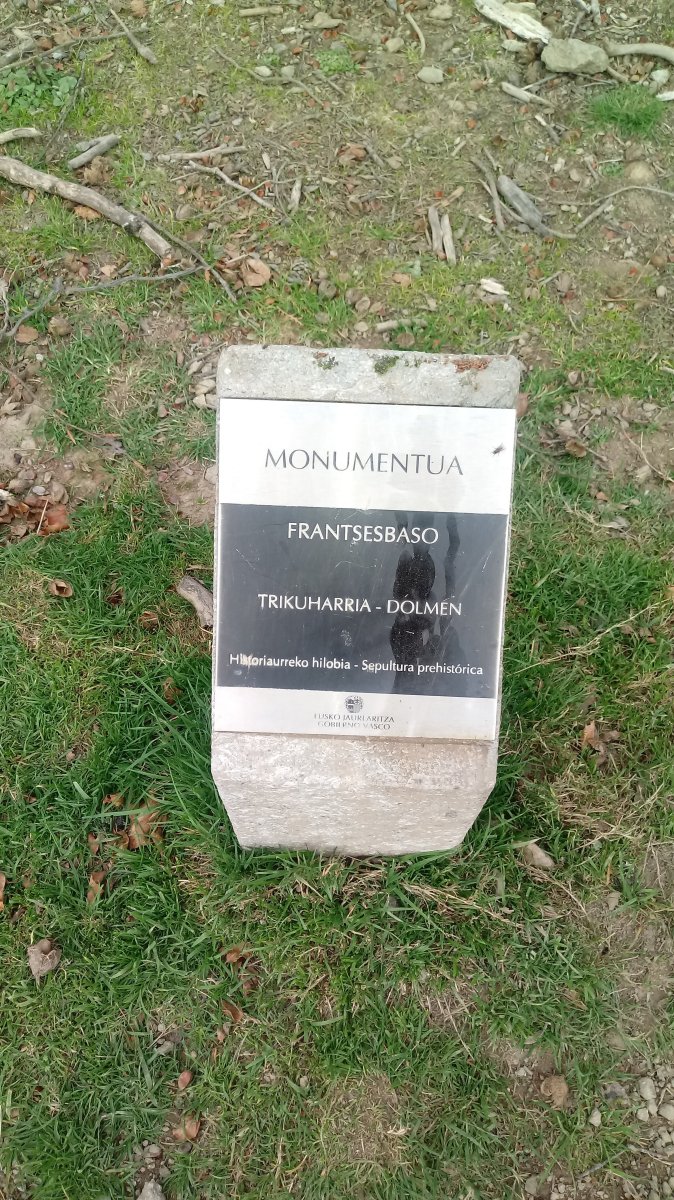 MONUMENTUA
FRANTSESBASO
TRIKUHARRIA - DOLMEN
Historiaurreko hilobia - Sepultura prehistórica
EUSKO JAURLARITZA
GOBIERNO VASCO